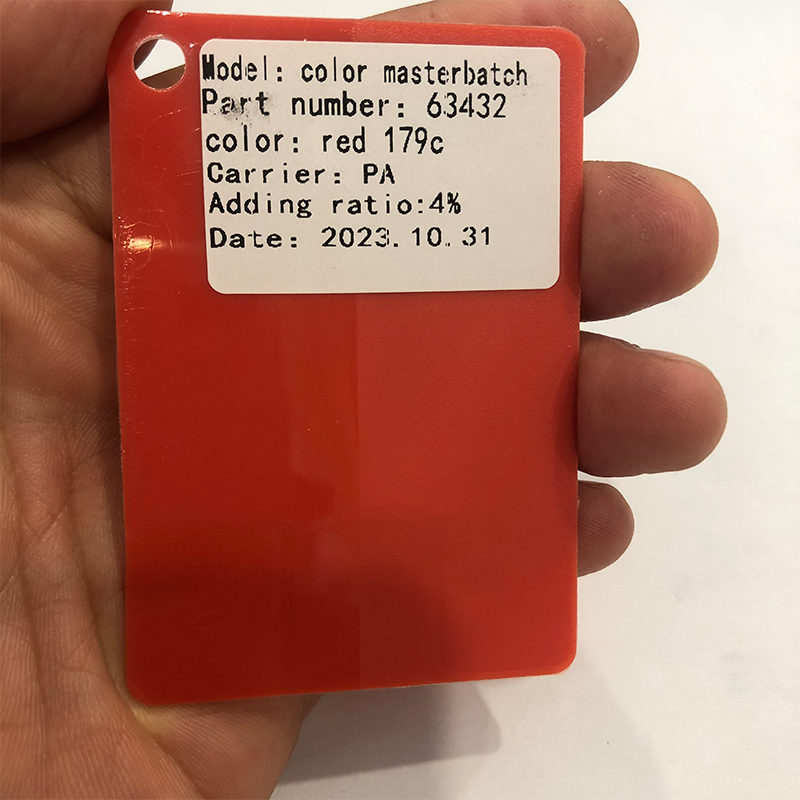 Model: color masterbatch
Part number: 63432
color: red 179c
Carrier: PA
Adding ratio:4%
Date: 2023.10.31